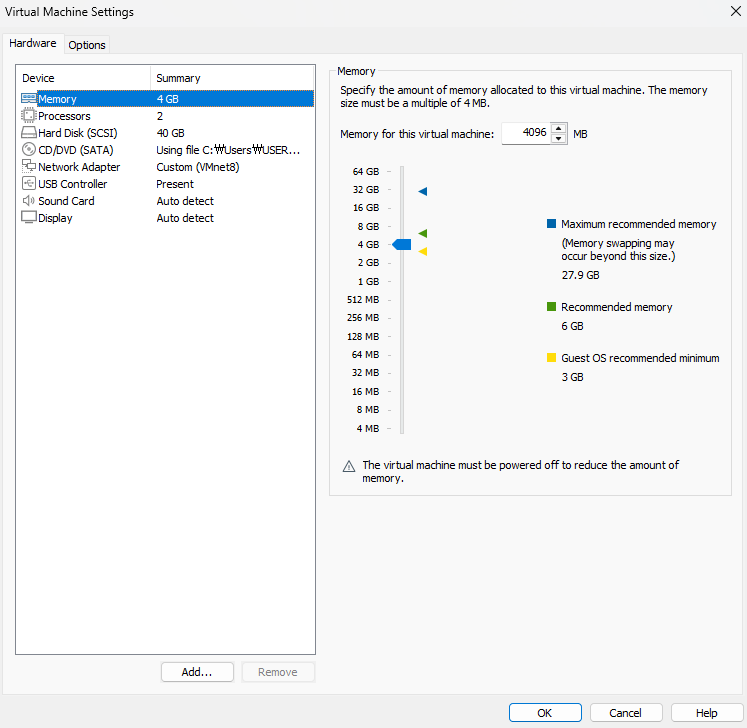 Virtual Machine Settings
Hardware
Options
Device Summary
Memory 4 GB
Processors 2
Hard Disk (SCSI) 40 GB
CD/DVD (SATA) Using file C:₩Users₩USER...
Network Adapter Custom (VMnet8)
USB Controller Present
Sound Card Auto detect
Display Auto detect
Add...
Remove
Memory
Specify the amount of memory allocated to this virtual machine. The memory
size must be a multiple of 4 MB.
Memory for this virtual machine: 4096 MB
64 GB
32 GB
16 GB
8 GB
4 GB
2 GB
1 GB
512 MB
256 MB
128 MB
64 MB
32 MB
16 MB
8 MB
4 MB
Maximum recommended memory
(Memory swapping may
occur beyond this size.)
27.9 GB
Recommended memory
6 GB
Guest OS recommended minimum
3 GB
The virtual machine must be powered off to reduce the amount of
memory.
OK
Cancel
Help